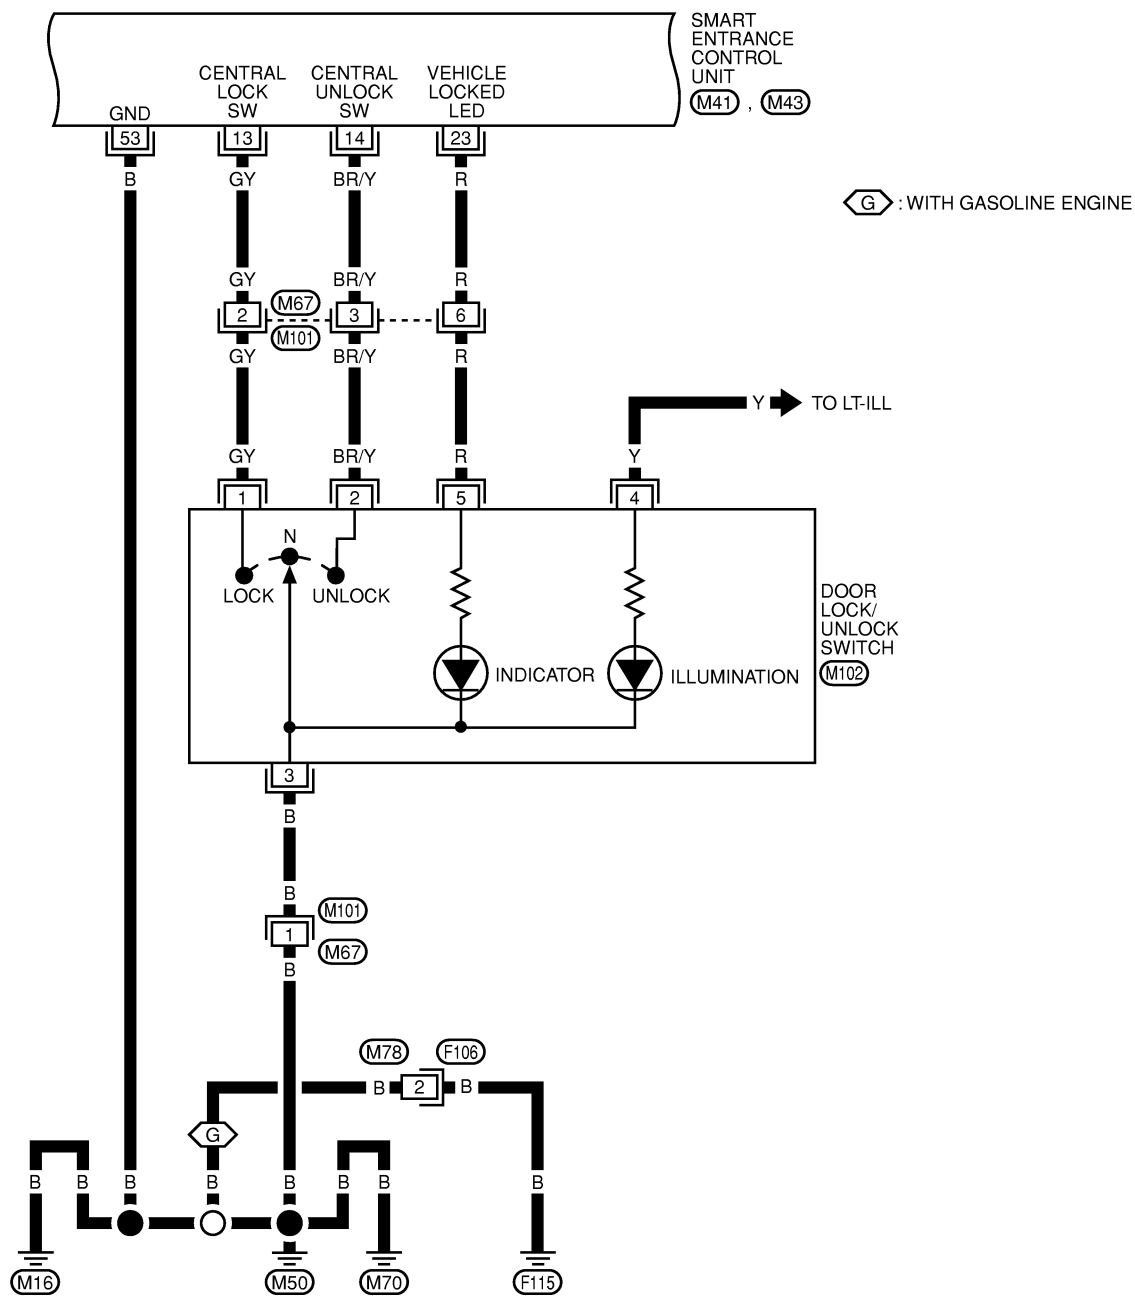 SMART
ENTRANCE
CONTROL
UNIT
M41 , M43
CENTRAL
LOCK
SW
CENTRAL
UNLOCK
SW
VEHICLE
LOCKED
LED
GND
53 13 14 23
B GY BR/Y R
G : WITH GASOLINE ENGINE
GY BR/Y R
M67
2 3 6
M101
GY BR/Y R
Y TO LT-ILL
GY BR/Y R Y
1 2 5 4
N
LOCK UNLOCK
DOOR
LOCK/
UNLOCK
SWITCH
M102
INDICATOR ILLUMINATION
3
B
B
M101
1
M67
B
M78 F106
B 2 B
G
B B B B B B B B
M16 M50 M70 F115